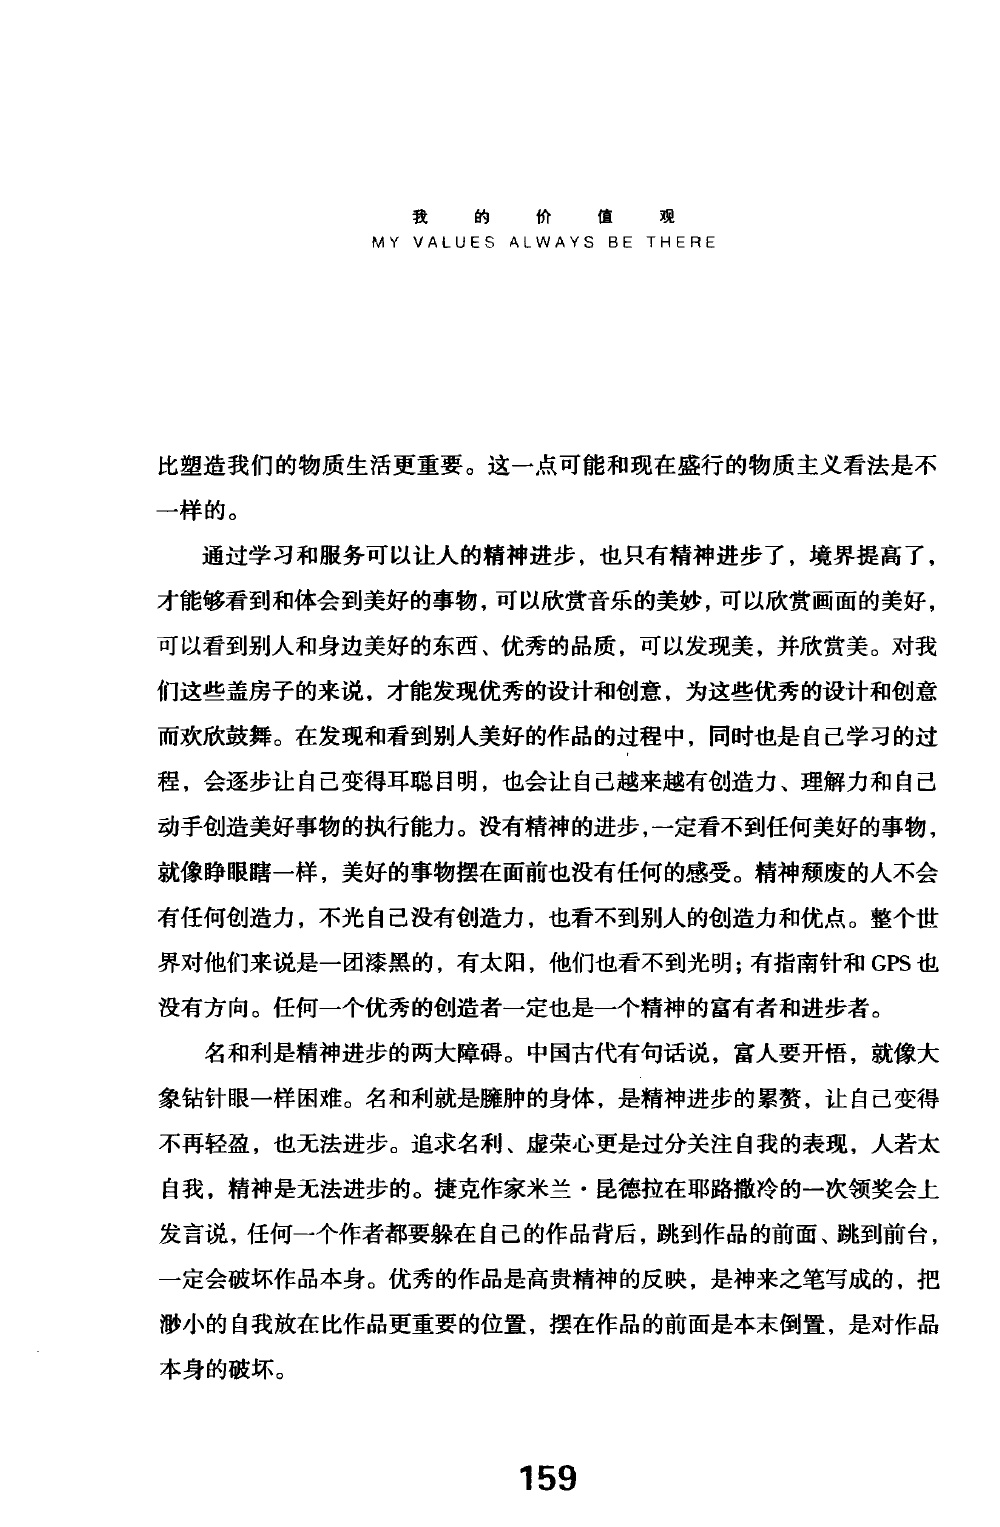 我的价值观
MY VALUES ALWAYS BE THERE
比塑造我们的物质生活更重要。这一点可能和现在盛行的物质主义看法是不
一样的。
通过学习和服务可以让人的精神进步，也只有精神进步了，境界提高了，
才能够看到和体会到美好的事物，可以欣赏音乐的美妙，可以欣赏画面的美好，
可以看到别人和身边美好的东西、优秀的品质，可以发现美，并欣赏美。对我
们这些盖房子的来说，才能发现优秀的设计和创意，为这些优秀的设计和创意
而欢欣鼓舞。在发现和看到别人美好的作品的过程中，同时也是自己学习的过
程，会逐步让自己变得耳聪目明，也会让自己越来越有创造力、理解力和自己
动手创造美好事物的执行能力。没有精神的进步，一定看不到任何美好的事物，
就像睁眼瞎一样，美好的事物摆在面前也没有任何的感受。精神颓废的人不会
有任何创造力，不光自己没有创造力，也看不到别人的创造力和优点。整个世
界对他们来说是一团漆黑的，有太阳，他们也看不到光明；有指南针和GPS也
没有方向。任何一个优秀的创造者一定也是一个精神的富有者和进步者。
名和利是精神进步的两大障碍。中国古代有句话说，富人要开悟，就像大
象钻针眼一样困难。名和利就是臃肿的身体，是精神进步的累赘，让自己变得
不再轻盈，也无法进步。追求名利、虚荣心更是过分关注自我的表现，人若太
自我，精神是无法进步的。捷克作家米兰·昆德拉在耶路撒冷的一次领奖会上
发言说，任何一个作者都要躲在自己的作品背后，跳到作品的前面、跳到前台，
一定会破坏作品本身。优秀的作品是高贵精神的反映，是神来之笔写成的，把
渺小的自我放在比作品更重要的位置，摆在作品的前面是本末倒置，是对作品
本身的破坏。
159